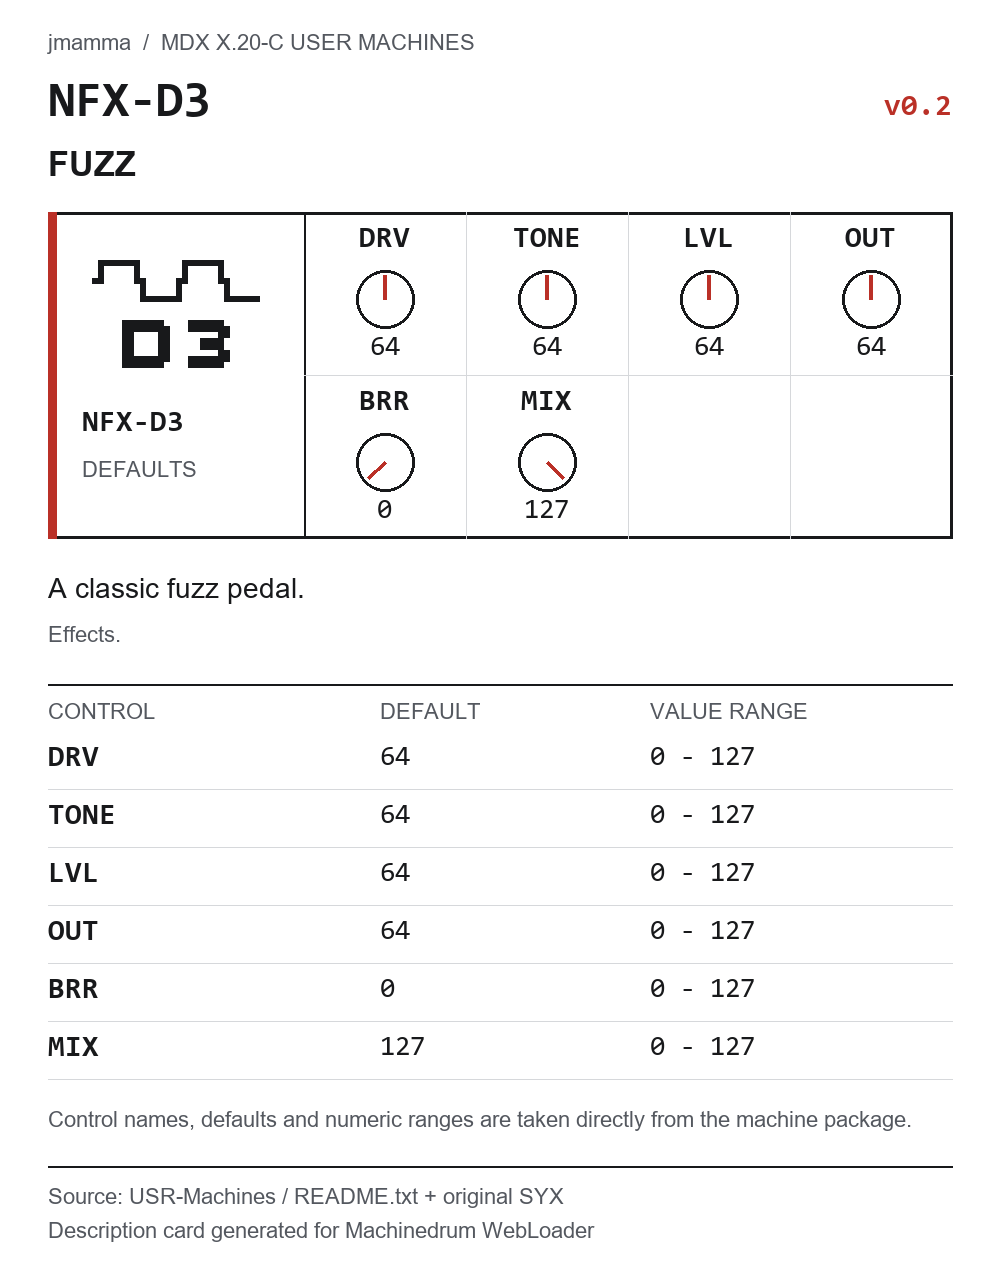 jmamma / MDX X.20-C USER MACHINES
NFX-D3
v0.2
FUZZ
D3
NFX-D3
DEFAULTS
DRV TONE LVL OUT
64 64 64 64
BRR MIX
0 127
A classic fuzz pedal.
Effects.
CONTROL DEFAULT VALUE RANGE
DRV 64 0 - 127
TONE 64 0 - 127
LVL 64 0 - 127
OUT 64 0 - 127
BRR 0 0 - 127
MIX 127 0 - 127
Control names, defaults and numeric ranges are taken directly from the machine package.
Source: USR-Machines / README.txt + original SYX
Description card generated for Machinedrum WebLoader